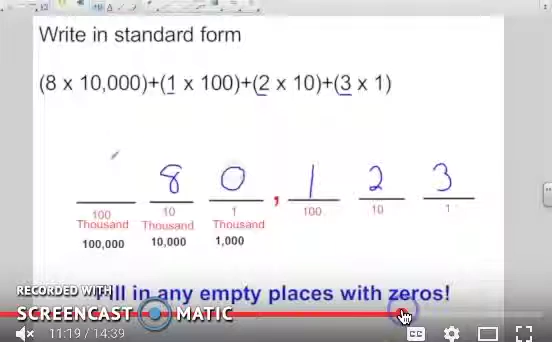 Write in standard form
(8 x 10,000)+(1 x 100)+(2 x 10)+(3 x 1)
8 0 , 1 2 3
100 10 1 100 10 1
Thousand Thousand Thousand
100,000 10,000 1,000
RECORDED WITH
Fill in any empty places with zeros!
SCREENCAST MATIC
11:19 / 14:39
CC